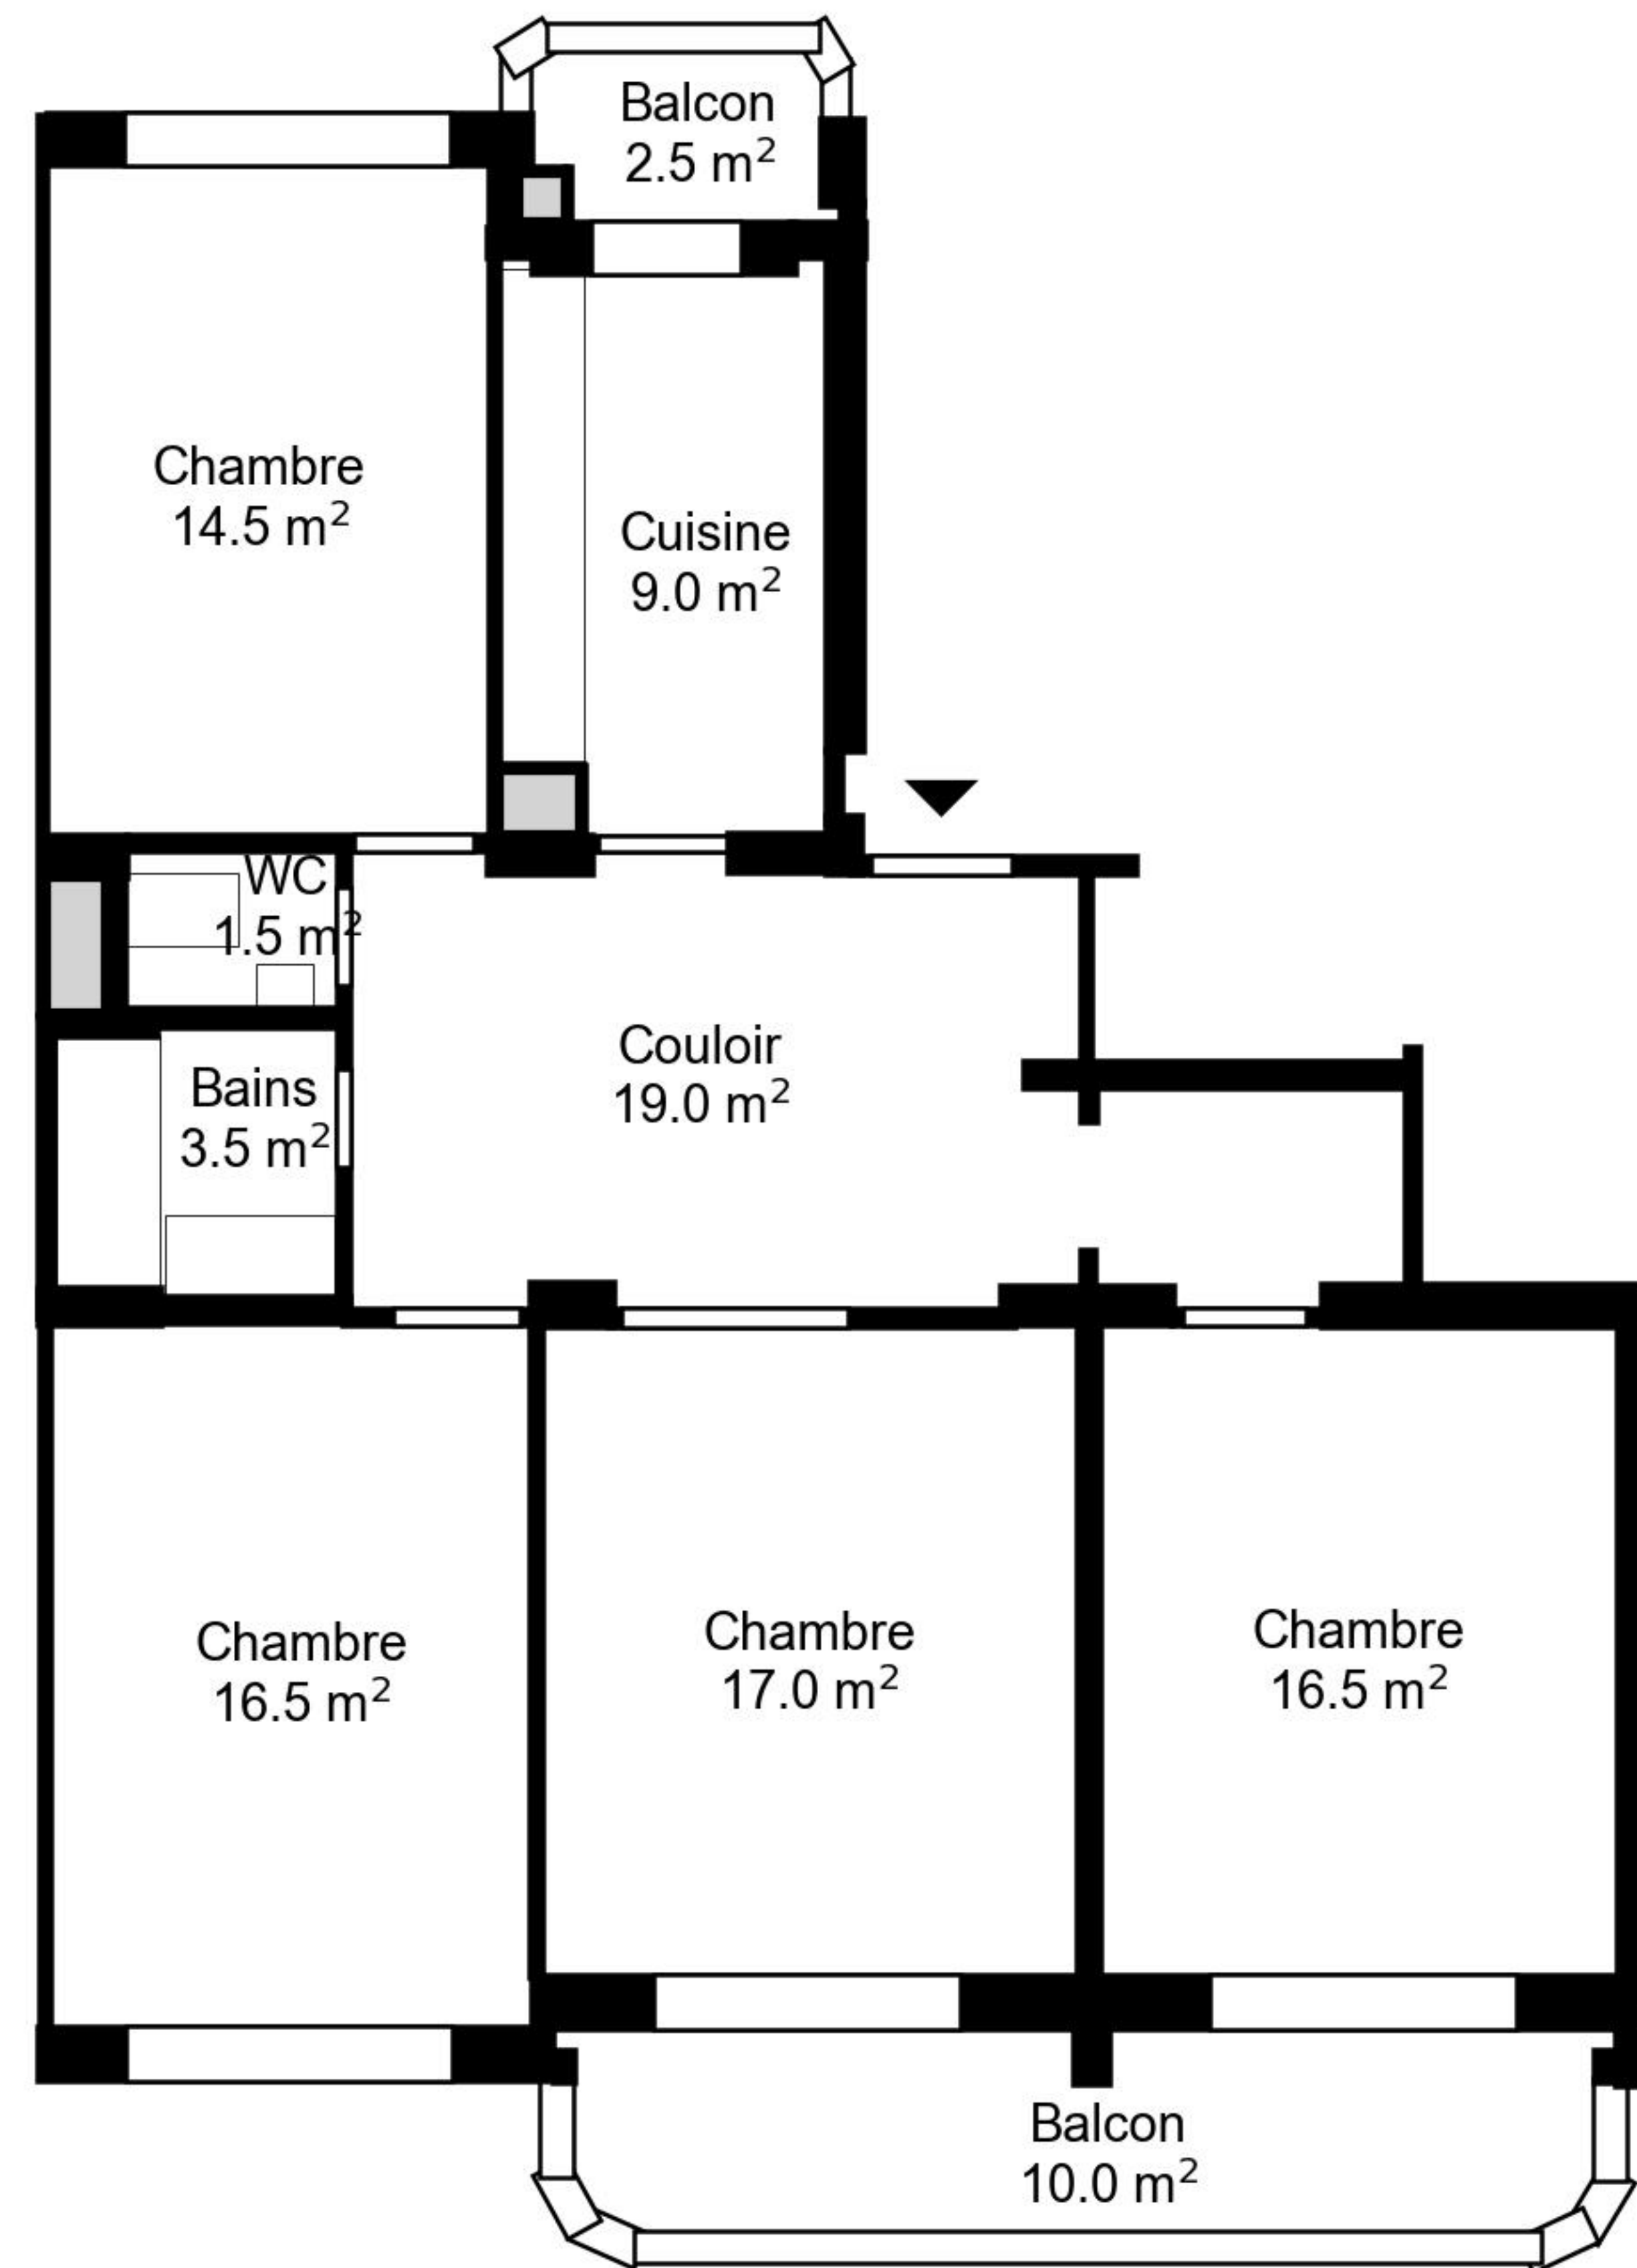 Balcon
2.5 m²
Chambre
14.5 m²
Cuisine
9.0 m²
WC
1.5 m²
Couloir
19.0 m²
Bains
3.5 m²
Chambre
16.5 m²
Chambre
17.0 m²
Chambre
16.5 m²
Balcon
10.0 m²